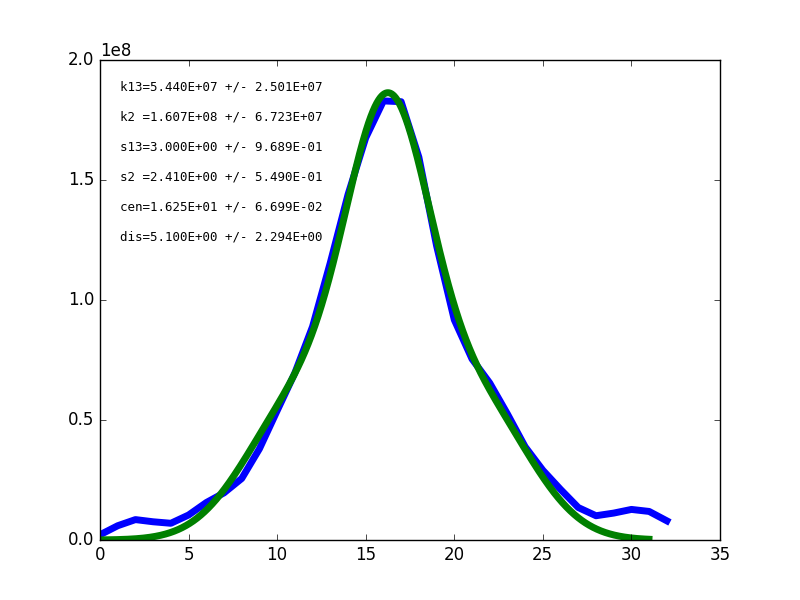 1e8
2.0
k13=5.440E+07 +/- 2.501E+07
k2 =1.607E+08 +/- 6.723E+07
s13=3.000E+00 +/- 9.689E-01
1.5
s2 =2.410E+00 +/- 5.490E-01
cen=1.625E+01 +/- 6.699E-02
dis=5.100E+00 +/- 2.294E+00
1.0
0.5
0.0
0 5 10 15 20 25 30 35